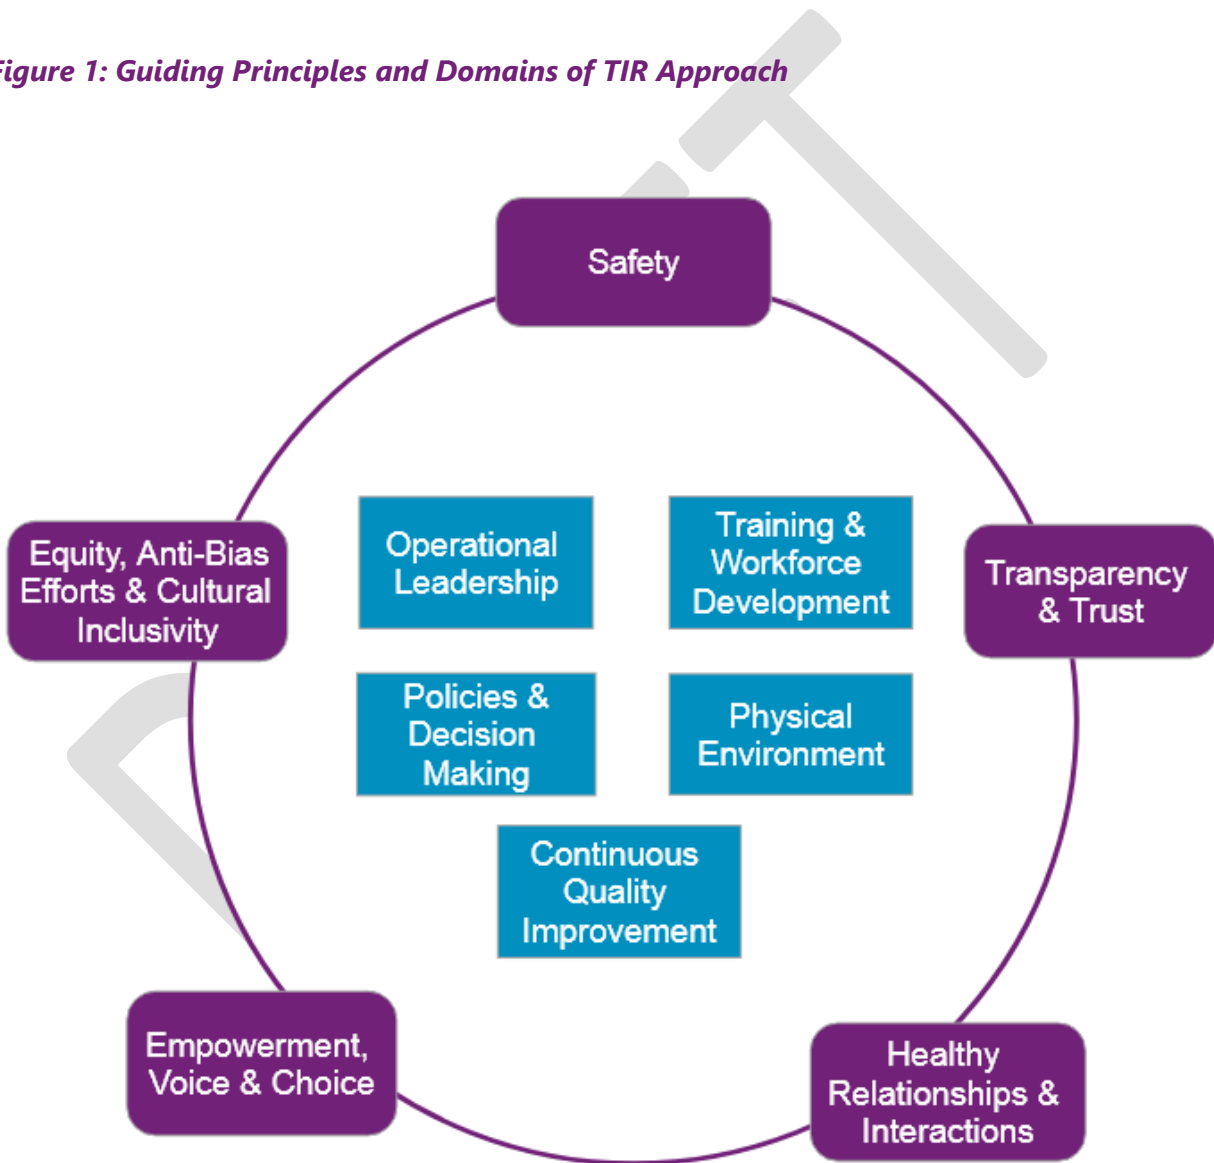 Figure 1: Guiding Principles and Domains of TIR Approach
Safety
Equity, Anti-Bias
Efforts & Cultural
Inclusivity
Operational
Leadership
Training &
Workforce
Development
Transparency
& Trust
Policies &
Decision
Making
Physical
Environment
Continuous
Quality
Improvement
Empowerment,
Voice & Choice
Healthy
Relationships &
Interactions